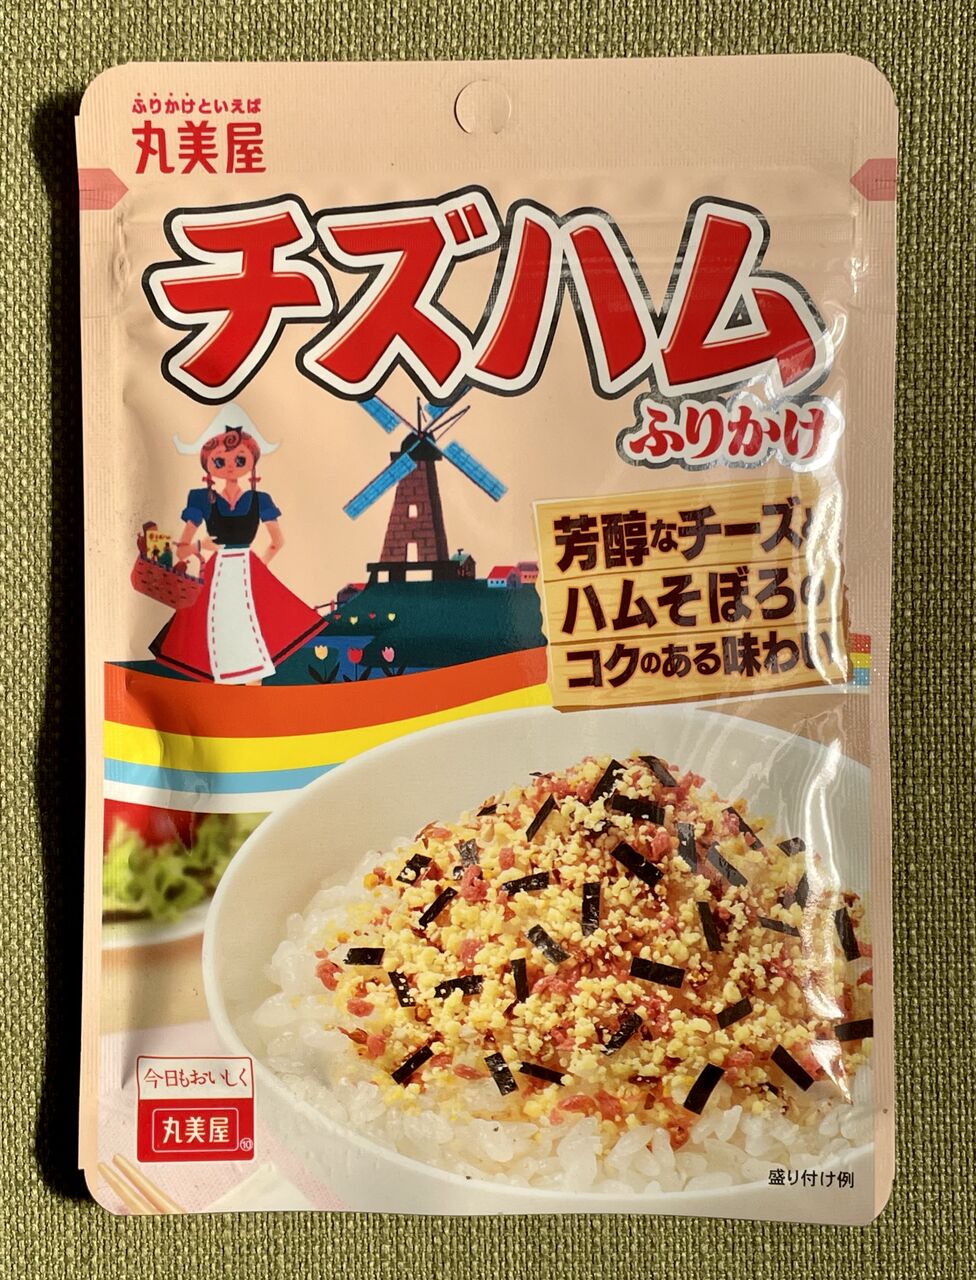 ふりかけといえば
丸美屋
チズハム
ふりかけ
芳醇なチーズと
ハムそぼろの
コクのある味わい
今日もおいしく
丸美屋
⑩
盛り付け例